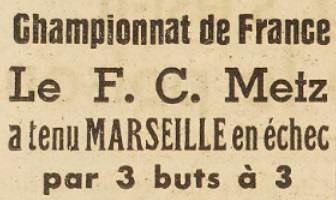 Championnat de France
Le F. C. Metz
a tenu MARSEILLE en échec
par 3 buts à 3